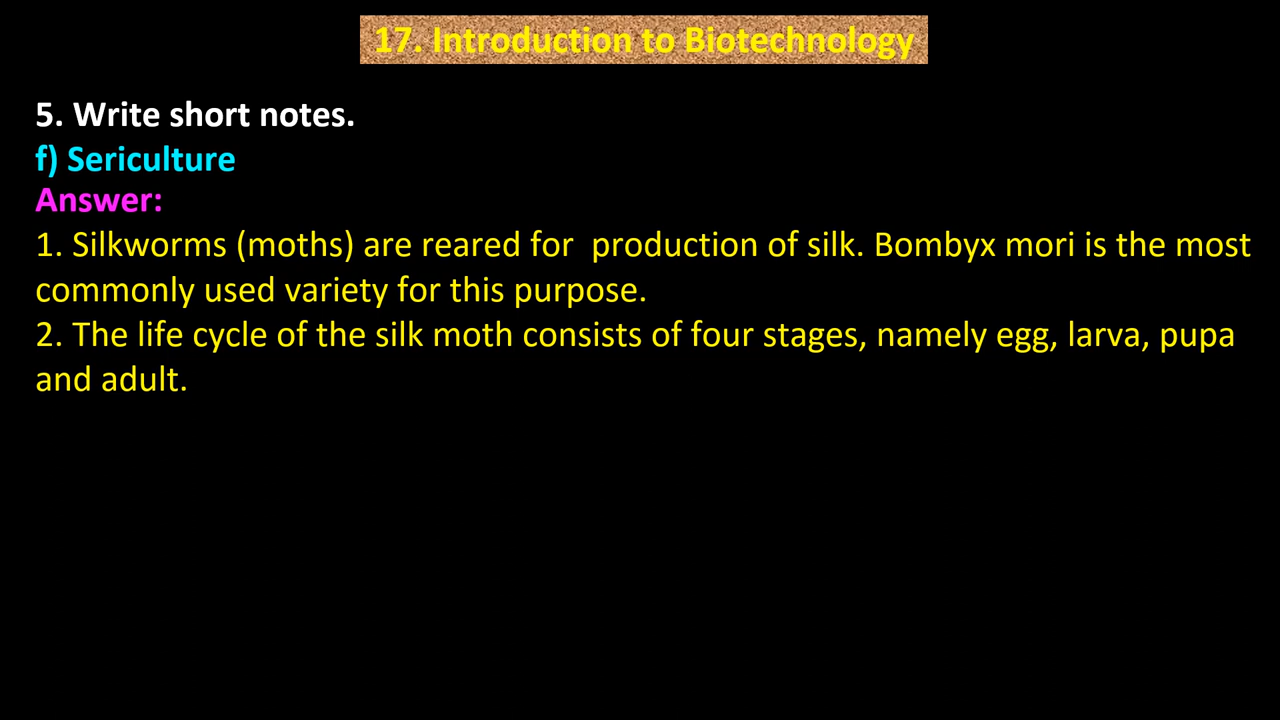 17. Introduction to Biotechnology
5. Write short notes.
f) Sericulture
Answer:
1. Silkworms (moths) are reared for  production of silk. Bombyx mori is the most
commonly used variety for this purpose.
2. The life cycle of the silk moth consists of four stages, namely egg, larva, pupa
and adult.